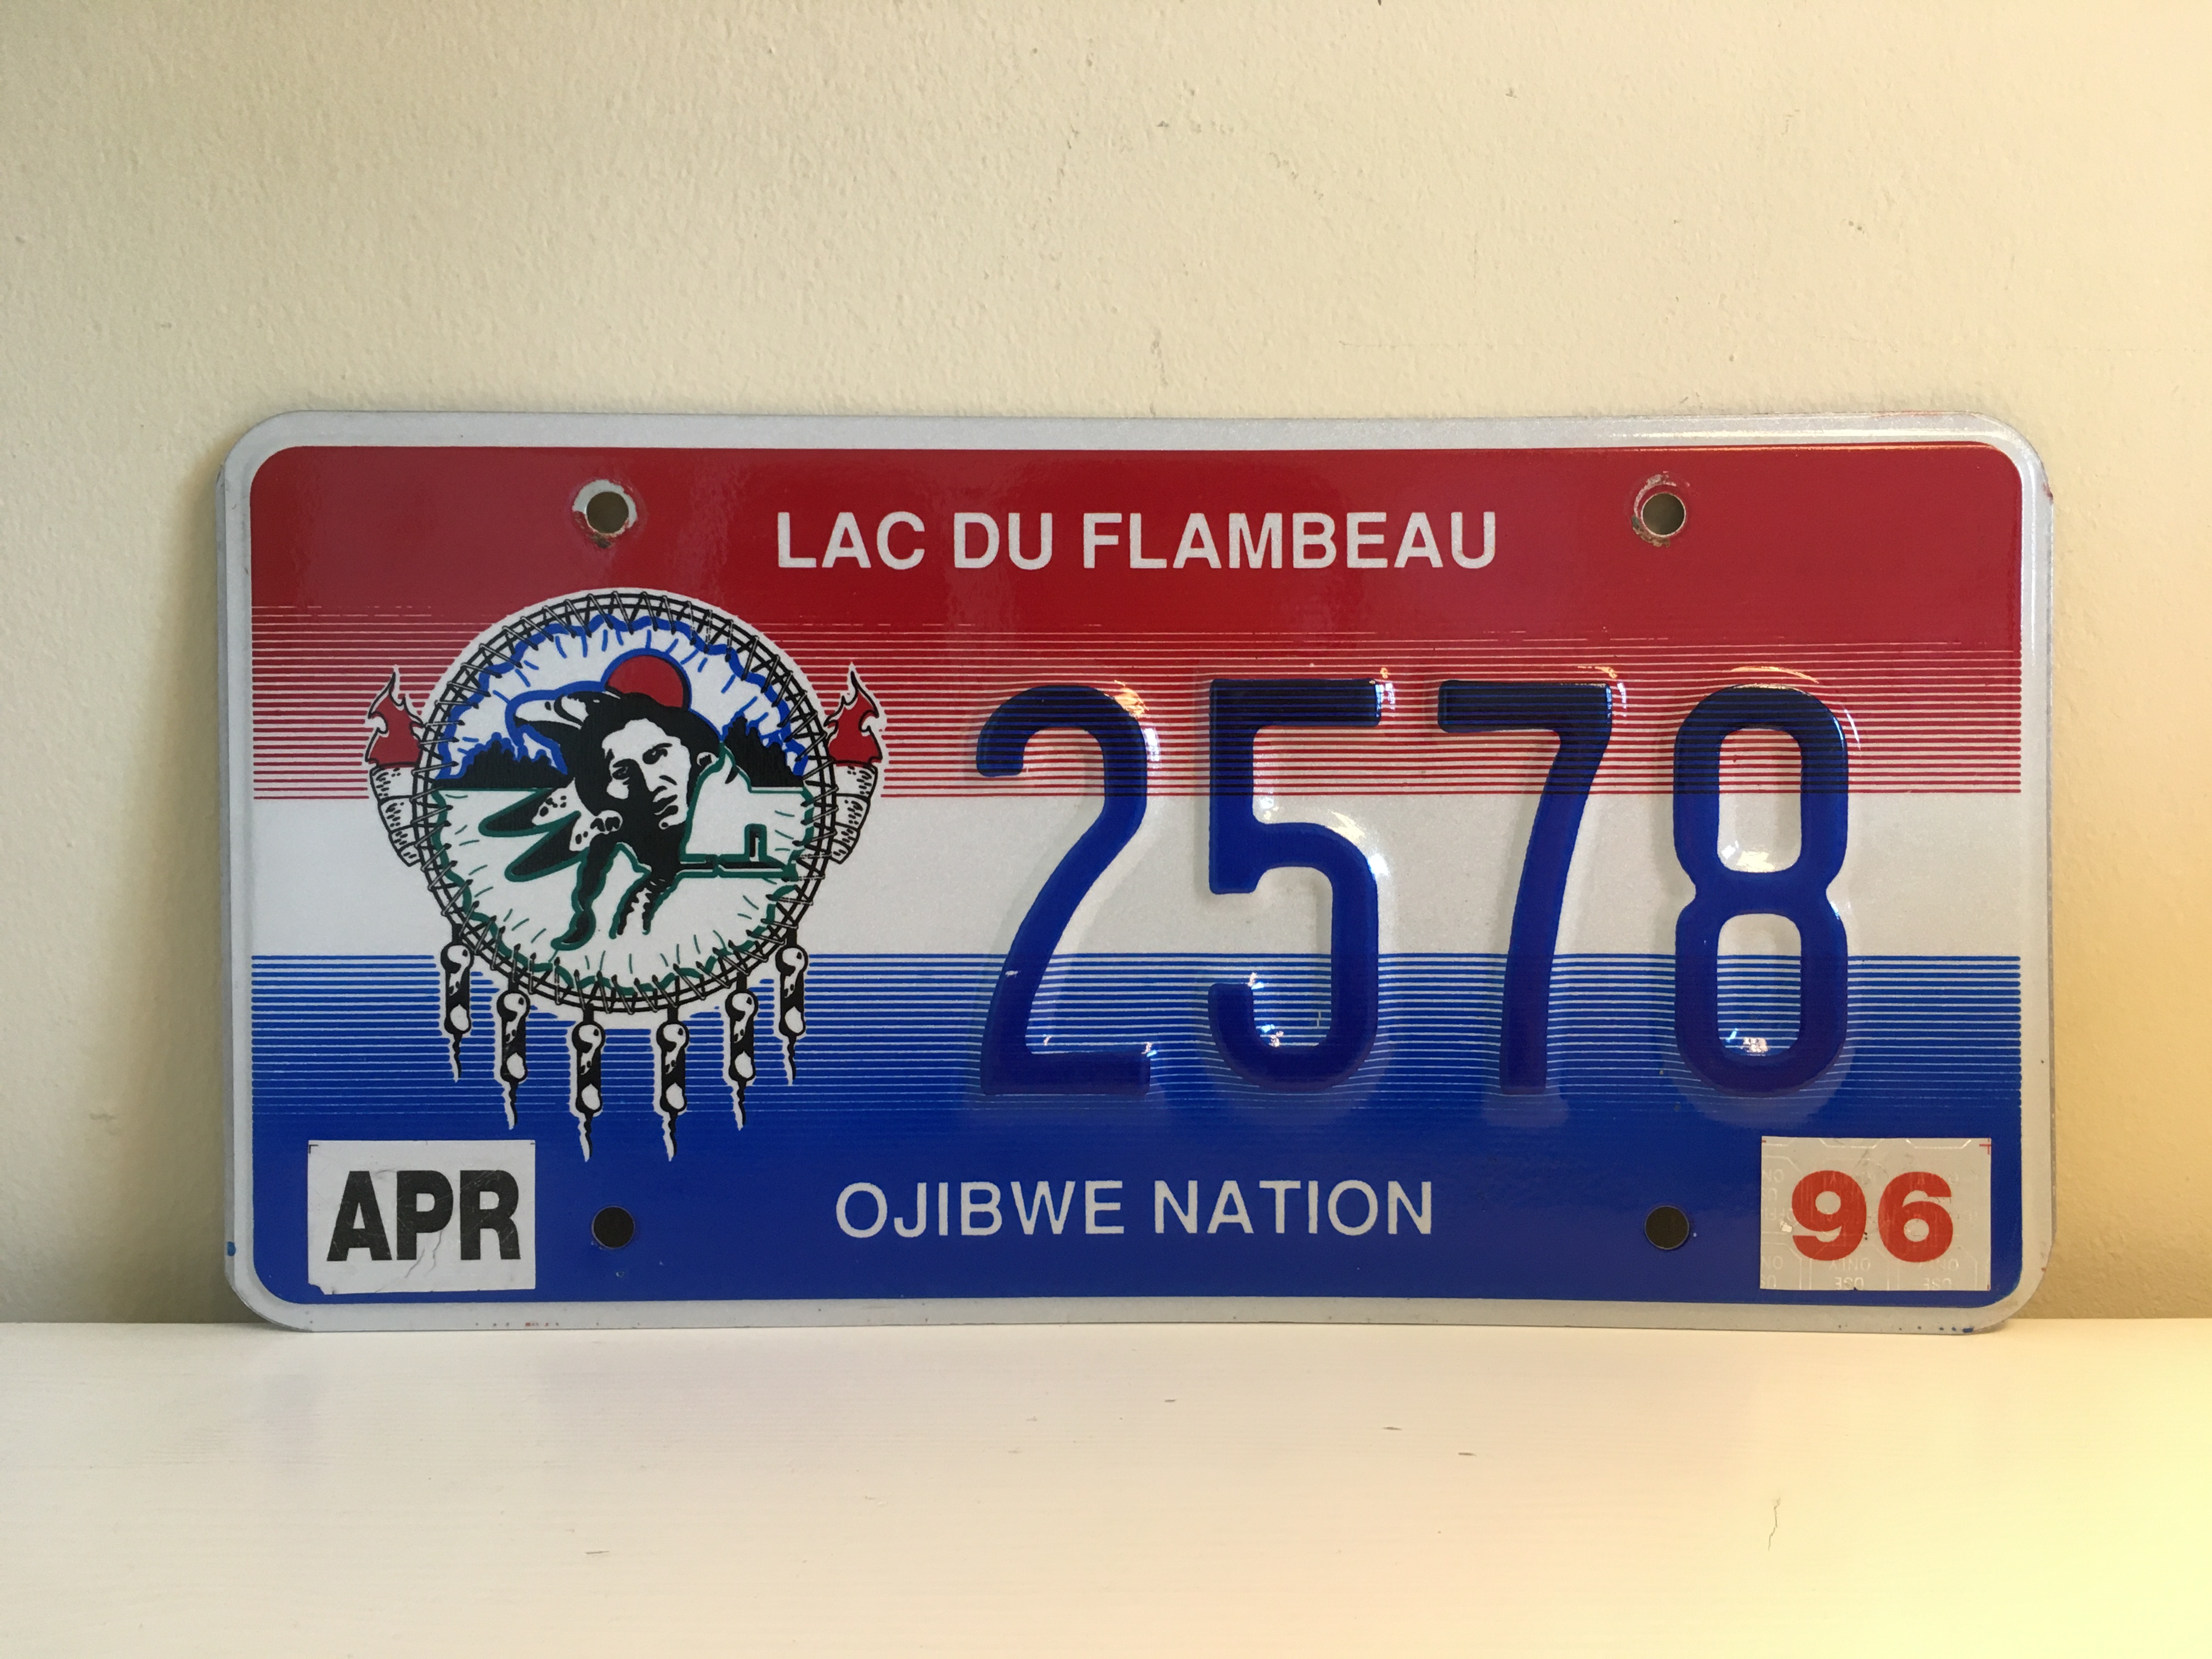 LAC DU FLAMBEAU
2578
APR
OJIBWE NATION
96